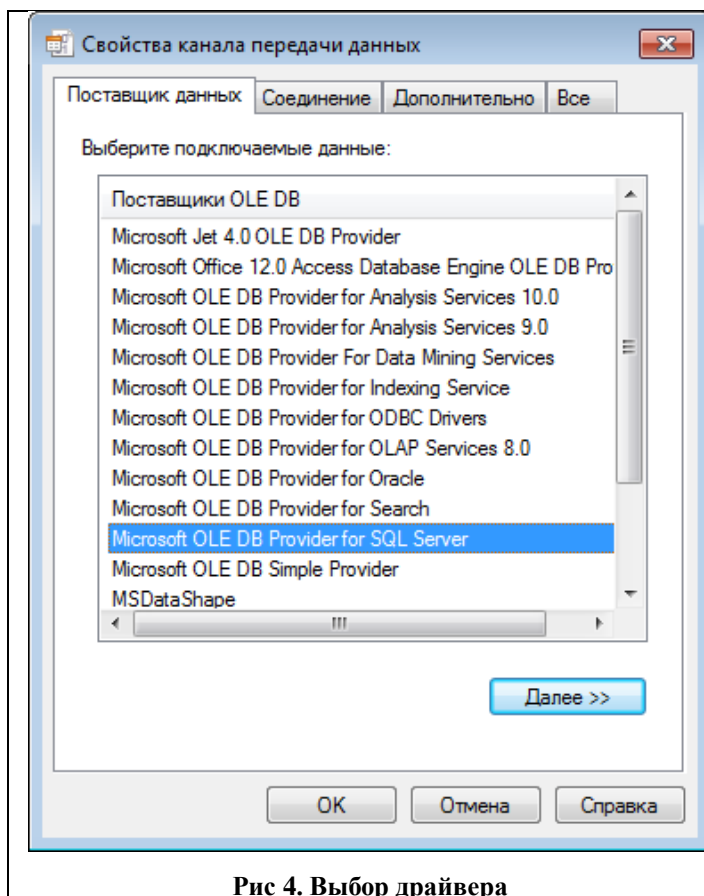 Свойства канала передачи данных
Поставщик данных Соединение Дополнительно Все
Выберите подключаемые данные:
Поставщики OLE DB
Microsoft Jet 4.0 OLE DB Provider
Microsoft Office 12.0 Access Database Engine OLE DB Pro
Microsoft OLE DB Provider for Analysis Services 10.0
Microsoft OLE DB Provider for Analysis Services 9.0
Microsoft OLE DB Provider For Data Mining Services
Microsoft OLE DB Provider for Indexing Service
Microsoft OLE DB Provider for ODBC Drivers
Microsoft OLE DB Provider for OLAP Services 8.0
Microsoft OLE DB Provider for Oracle
Microsoft OLE DB Provider for Search
Microsoft OLE DB Provider for SQL Server
Microsoft OLE DB Simple Provider
MSDataShape
Далее >>
OK Отмена Справка
Рис 4. Выбор драйвера